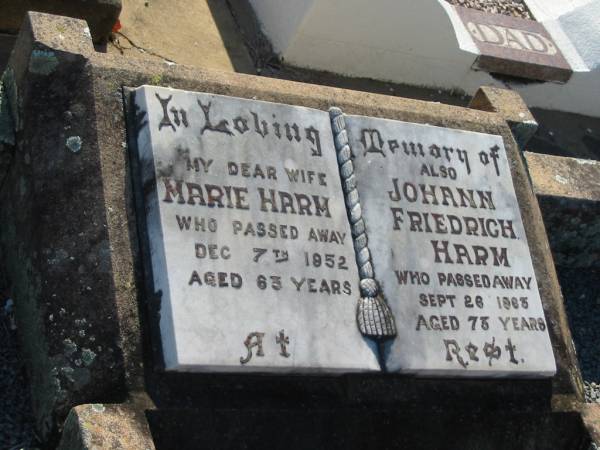 In Loving Memory of
MY DEAR WIFE
MARIE HARM
WHO PASSED AWAY
DEC 7TH 1952
AGED 63 YEARS
ALSO
JOHANN
FRIEDRICH
HARM
WHO PASSED AWAY
SEPT 26 1963
AGED 75 YEARS
At Rest.
DAD